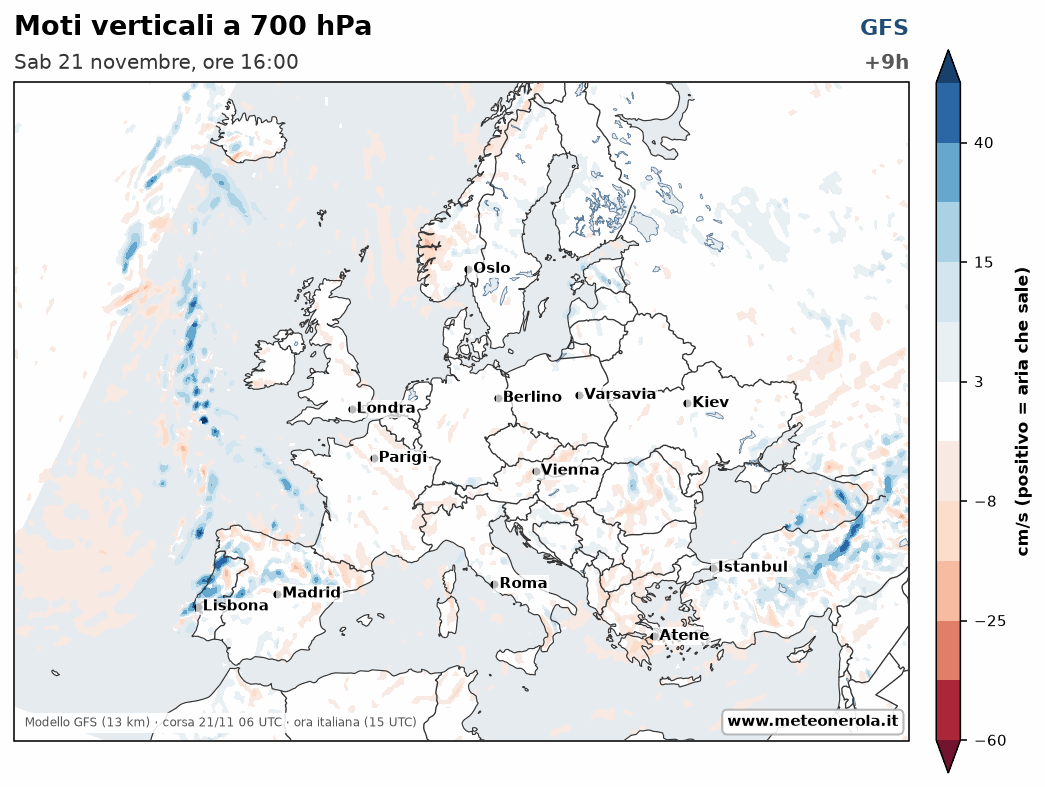 Moti verticali a 700 hPa
GFS
Sab 21 novembre, ore 16:00
+9h
40
15
3
−8
−25
−60
cm/s (positivo = aria che sale)
Oslo
Londra
Berlino
Varsavia
Kiev
Parigi
Vienna
Istanbul
Roma
Madrid
Lisbona
Atene
Modello GFS (13 km) · corsa 21/11 06 UTC · ora italiana (15 UTC)
www.meteonerola.it